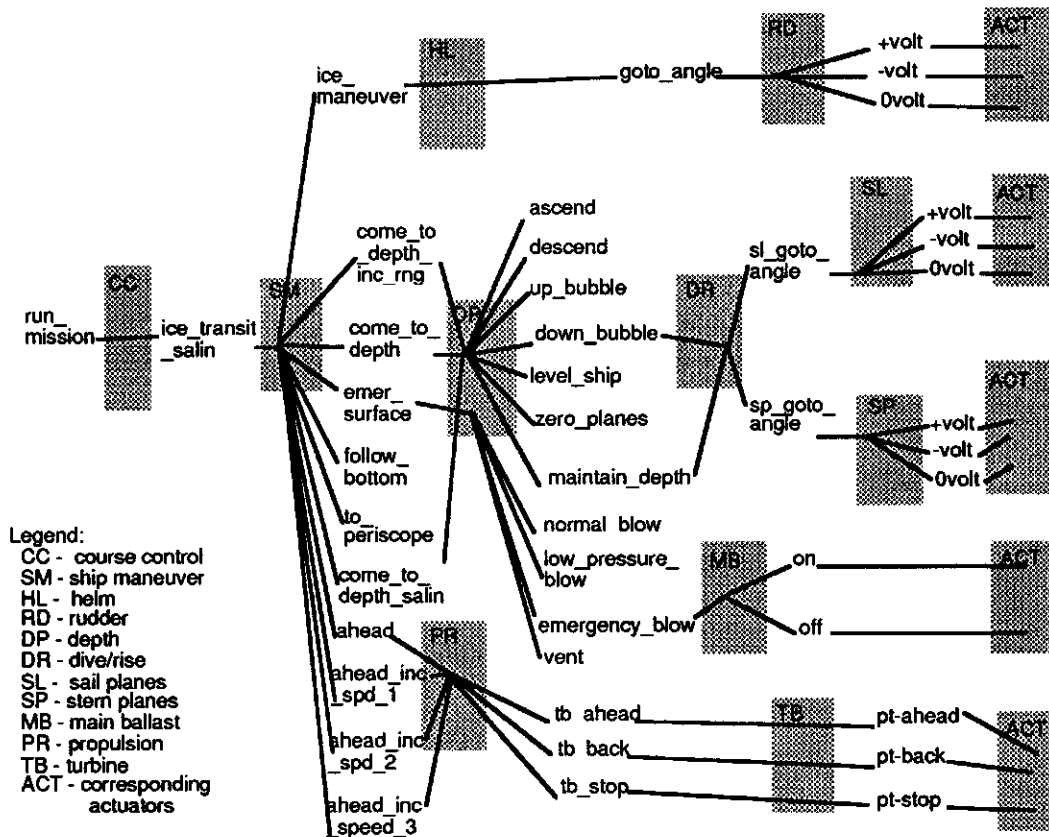 HL
RD
ACT
ice_
maneuver
goto_angle
+volt
-volt
0volt
CC
run_
mission
ice_transit
_salin
SM
come_to
_depth_
inc_rng
come_to_
depth
emer_
surface
follow_
bottom
to_
periscope
come_to_
depth_salin
ahead
ahead_inc
_spd_1
ahead_inc
_spd_2
ahead_inc
_speed_3
DP
ascend
descend
up_bubble
down_bubble
level_ship
zero_planes
maintain_depth
normal blow
low_pressure_
blow
emergency_blow
vent
DR
sl_goto_
angle
sp_goto_
angle
SL
+volt
-volt
0volt
ACT
SP
+volt
-volt
0volt
ACT
MB
on
off
ACT
PR
tb ahead
tb back
tb_stop
TB
pt-ahead
pt-back
pt-stop
ACT
Legend:
CC - course control
SM - ship maneuver
HL - helm
RD - rudder
DP - depth
DR - dive/rise
SL - sail planes
SP - stern planes
MB - main ballast
PR - propulsion
TB - turbine
ACT - corresponding
actuators